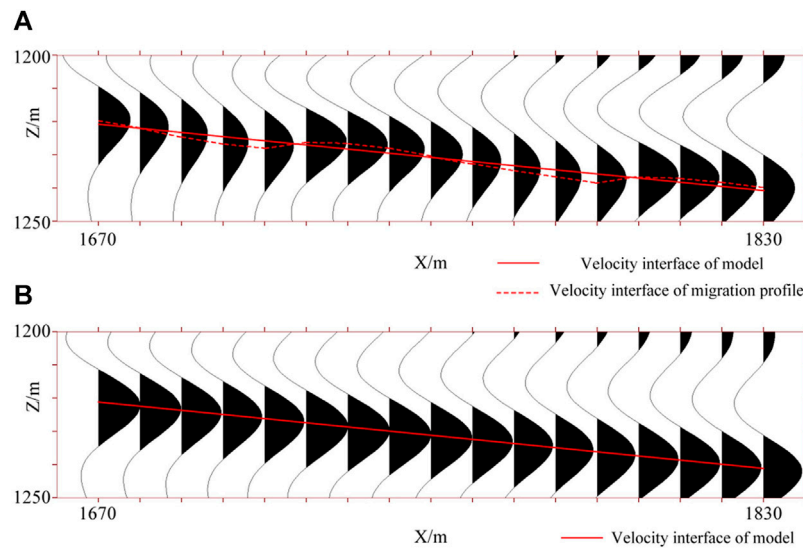 A
1200
Z/m
1250
1670
1830
X/m
Velocity interface of model
Velocity interface of migration profile
B
1200
Z/m
1250
1670
1830
X/m
Velocity interface of model